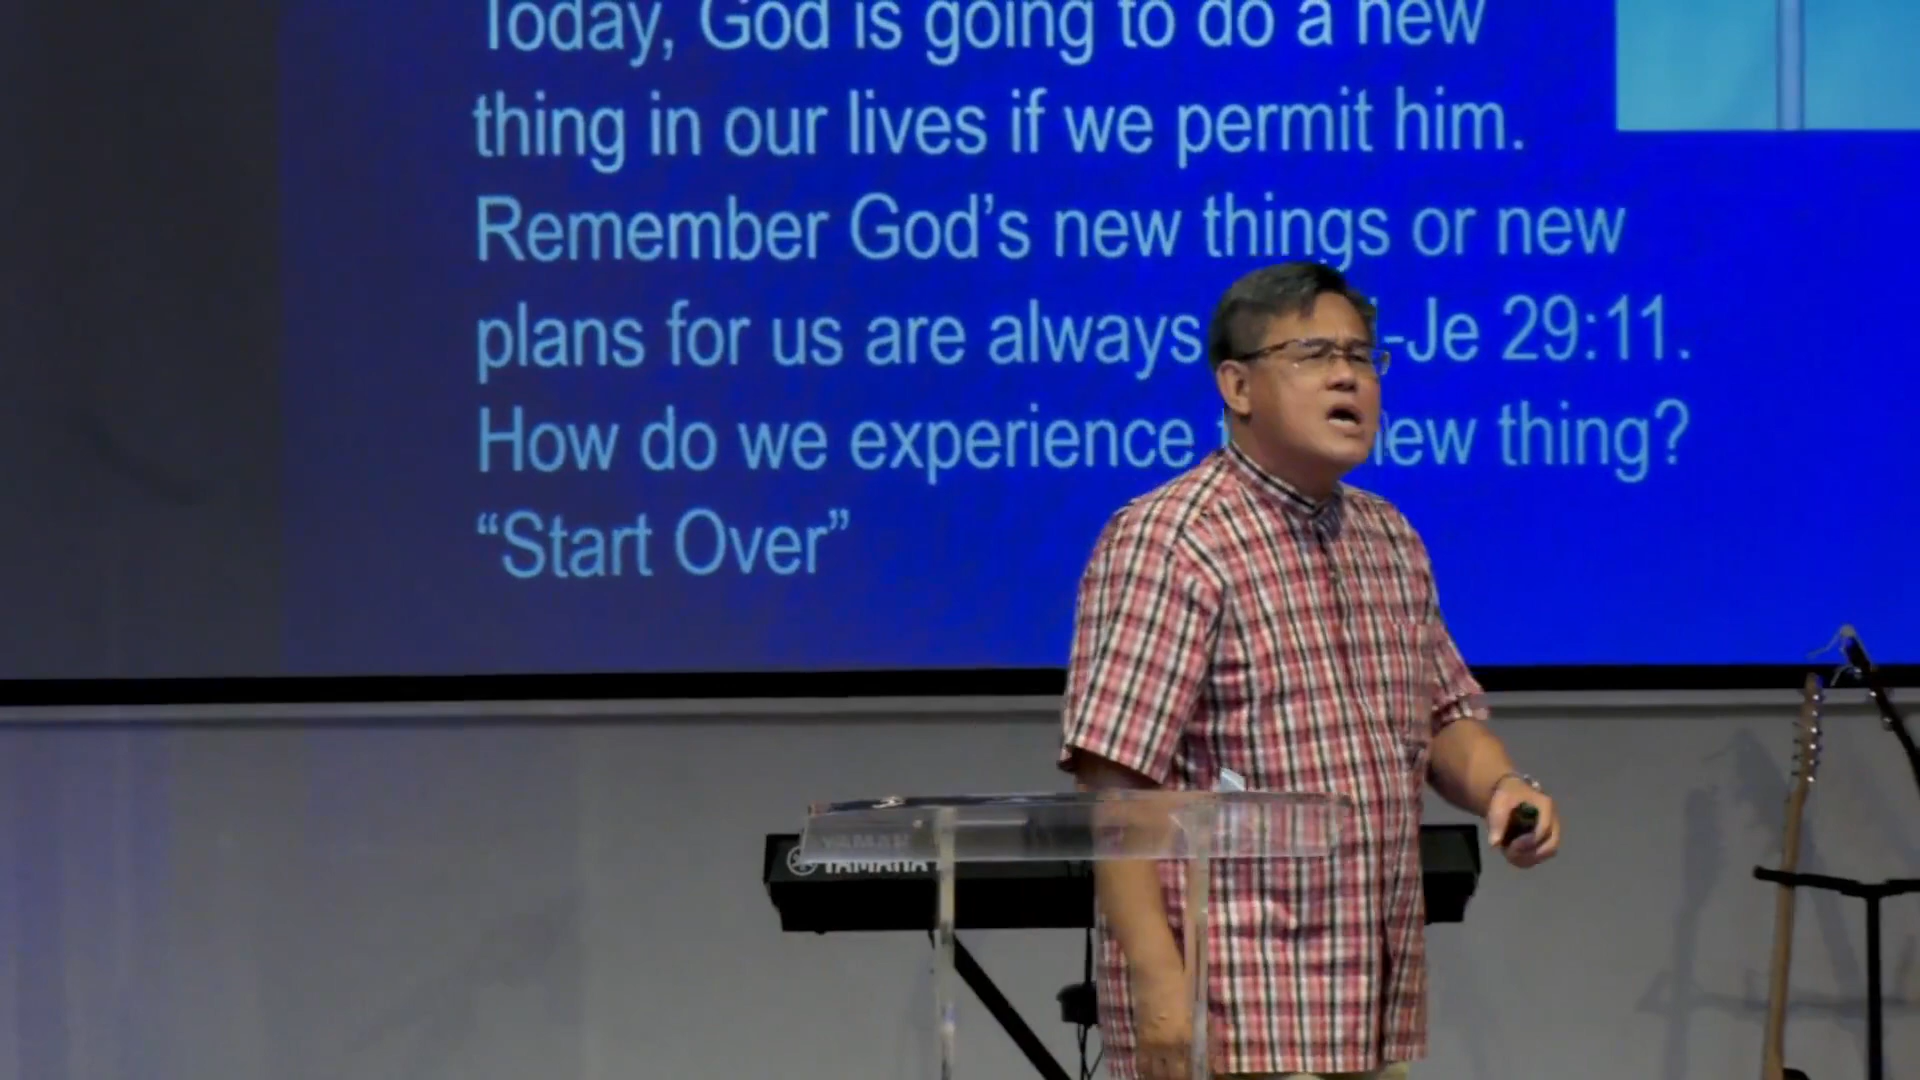 Today, God is going to do a new
thing in our lives if we permit him.
Remember God's new things or new
plans for us are always -Je 29:11.
How do we experience new thing?
“Start Over”
YAMAHA